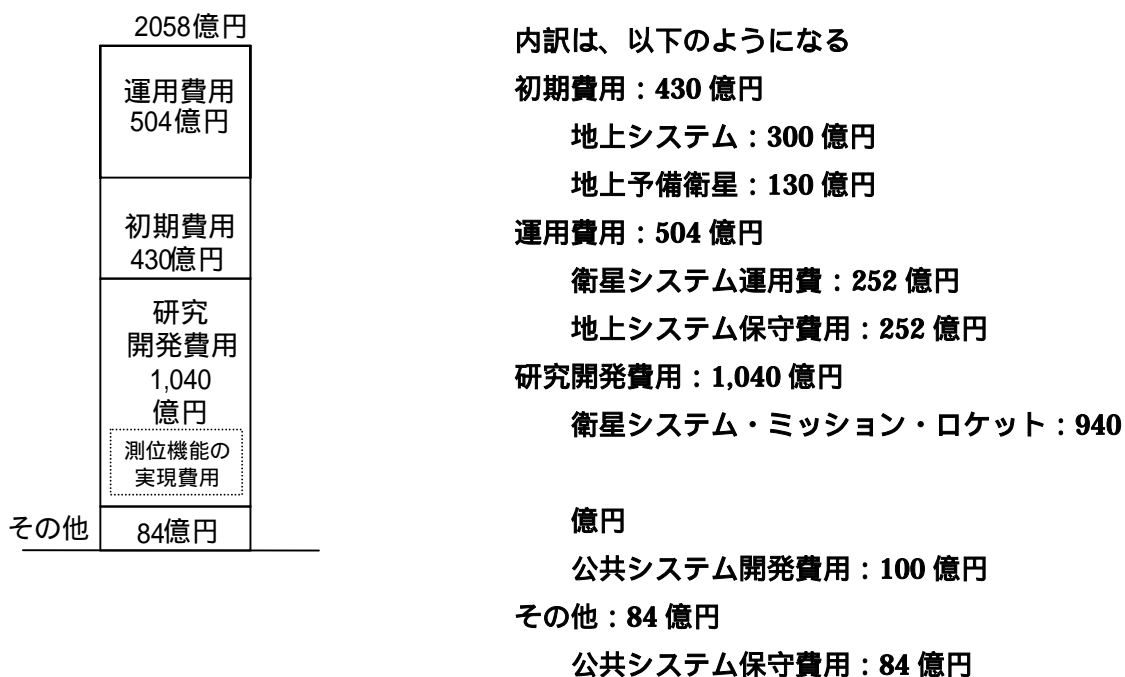 2058億円
運用費用
504億円
初期費用
430億円
研究
開発費用
1,040
億円
測位機能の
実現費用
その他
84億円
内訳は、以下のようになる
初期費用:430 億円
地上システム:300 億円
地上予備衛星:130 億円
運用費用:504 億円
衛星システム運用費:252 億円
地上システム保守費用:252 億円
研究開発費用:1,040 億円
衛星システム・ミッション・ロケット:940
億円
公共システム開発費用:100 億円
その他:84 億円
公共システム保守費用:84 億円